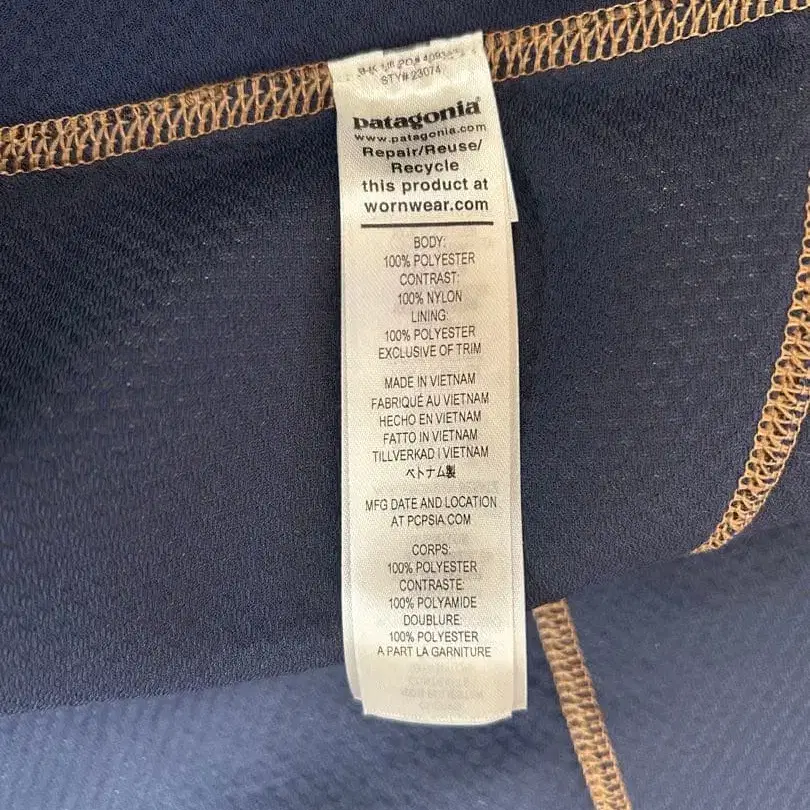 STY# 23074
patagonia®
www.patagonia.com
Repair/Reuse/
Recycle
this product at
wornwear.com
BODY:
100% POLYESTER
CONTRAST:
100% NYLON
LINING:
100% POLYESTER
EXCLUSIVE OF TRIM
MADE IN VIETNAM
FABRIQUÉ AU VIETNAM
HECHO EN VIETNAM
FATTO IN VIETNAM
TILLVERKAD I VIETNAM
ベトナム製
MFG DATE AND LOCATION
AT PCPSIA.COM
CORPS:
100% POLYESTER
CONTRASTE:
100% POLYAMIDE
DOUBLURE:
100% POLYESTER
A PART LA GARNITURE